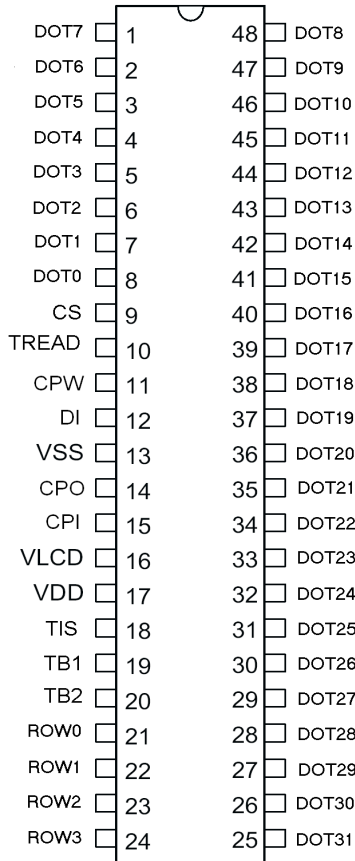 DOT7 1 48 DOT8
DOT6 2 47 DOT9
DOT5 3 46 DOT10
DOT4 4 45 DOT11
DOT3 5 44 DOT12
DOT2 6 43 DOT13
DOT1 7 42 DOT14
DOT0 8 41 DOT15
CS 9 40 DOT16
TREAD 10 39 DOT17
CPW 11 38 DOT18
DI 12 37 DOT19
VSS 13 36 DOT20
CPO 14 35 DOT21
CPI 15 34 DOT22
VLCD 16 33 DOT23
VDD 17 32 DOT24
TIS 18 31 DOT25
TB1 19 30 DOT26
TB2 20 29 DOT27
ROW0 21 28 DOT28
ROW1 22 27 DOT29
ROW2 23 26 DOT30
ROW3 24 25 DOT31